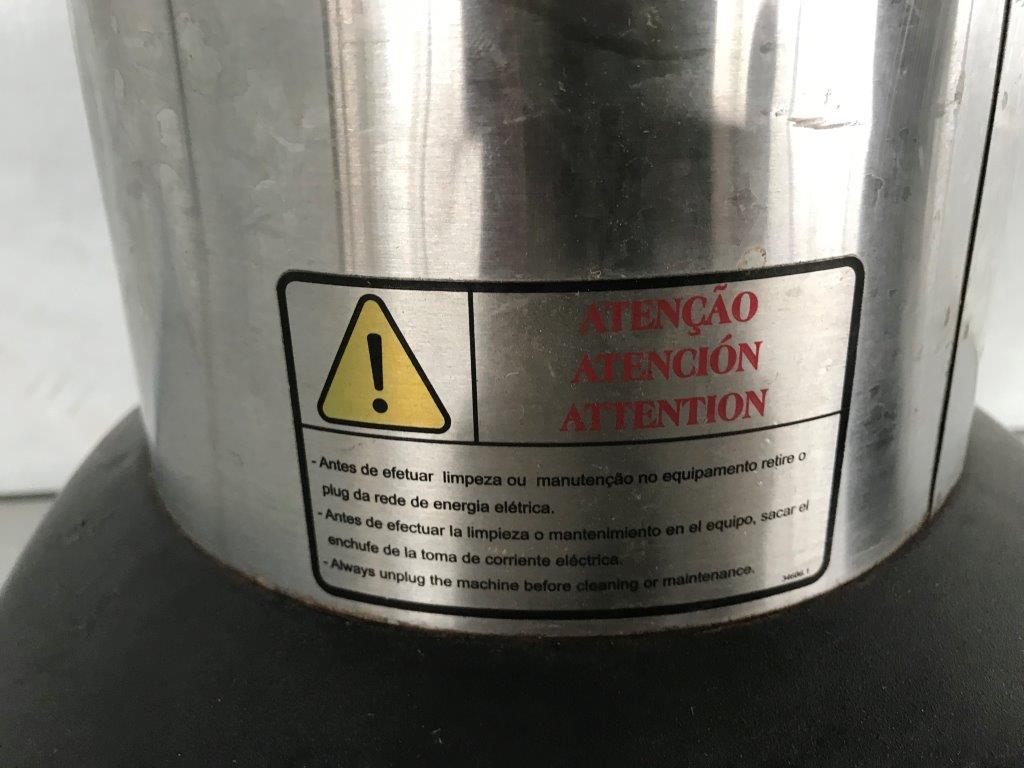 ATENÇÃO
ATENCIÓN
ATTENTION
- Antes de efetuar limpeza ou manutenção no equipamento retire o
plug da rede de energia elétrica.
- Antes de efectuar la limpieza o mantenimiento en el equipo, sacar el
enchufe de la toma de corriente eléctrica.
- Always unplug the machine before cleaning or maintenance.
34606.1